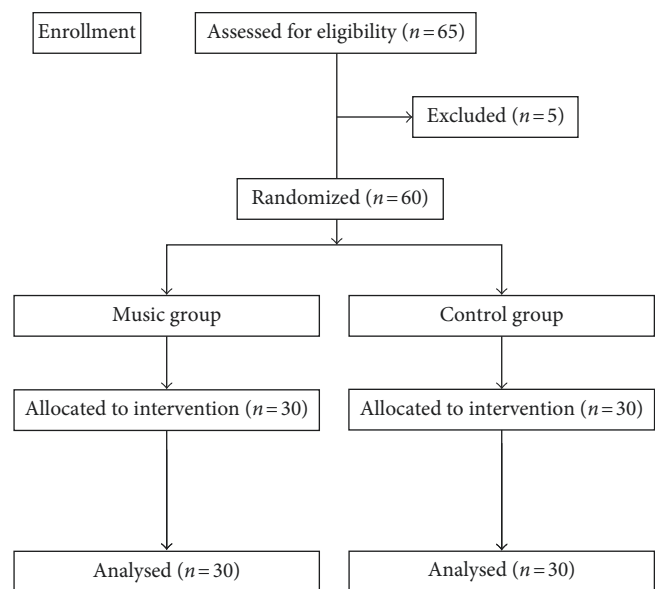 Enrollment
Assessed for eligibility (n = 65)
Excluded (n = 5)
Randomized (n = 60)
Music group
Control group
Allocated to intervention (n = 30)
Allocated to intervention (n = 30)
Analysed (n = 30)
Analysed (n = 30)